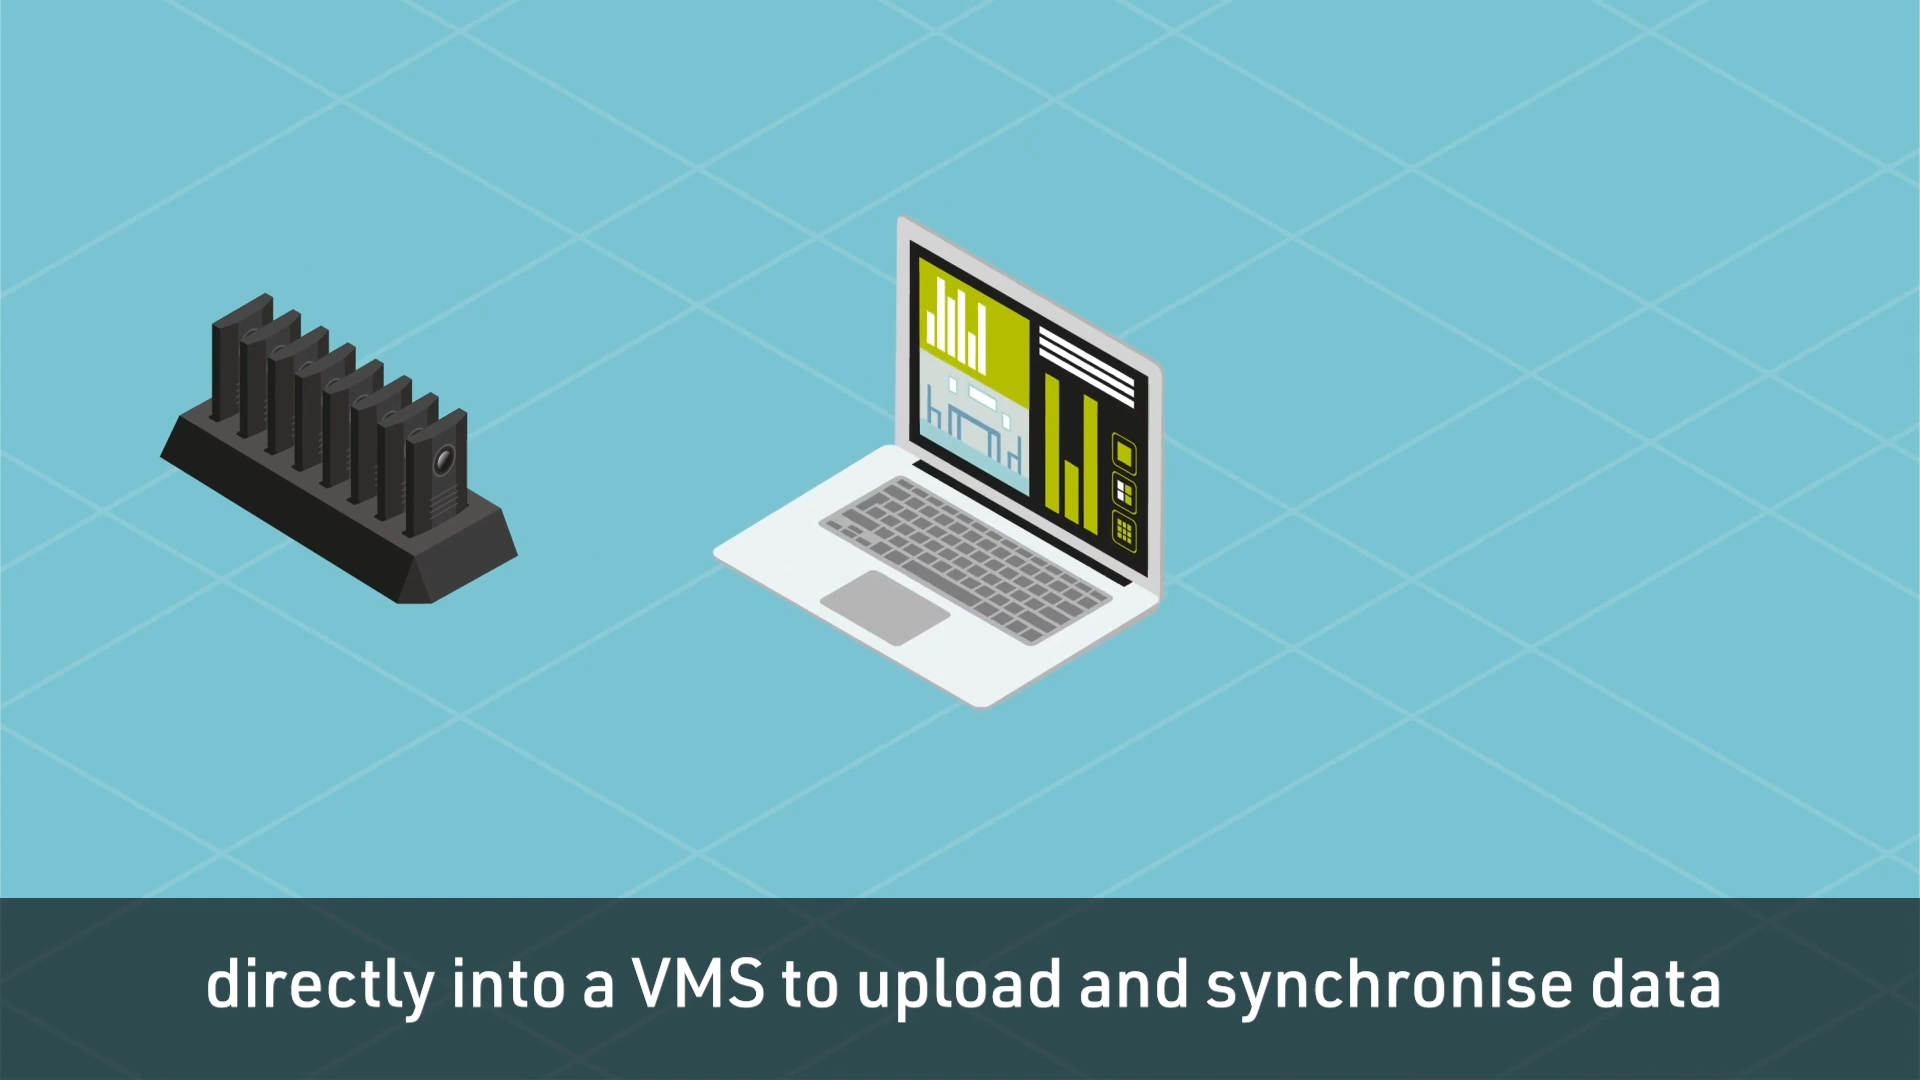 directly into a VMS to upload and synchronise data